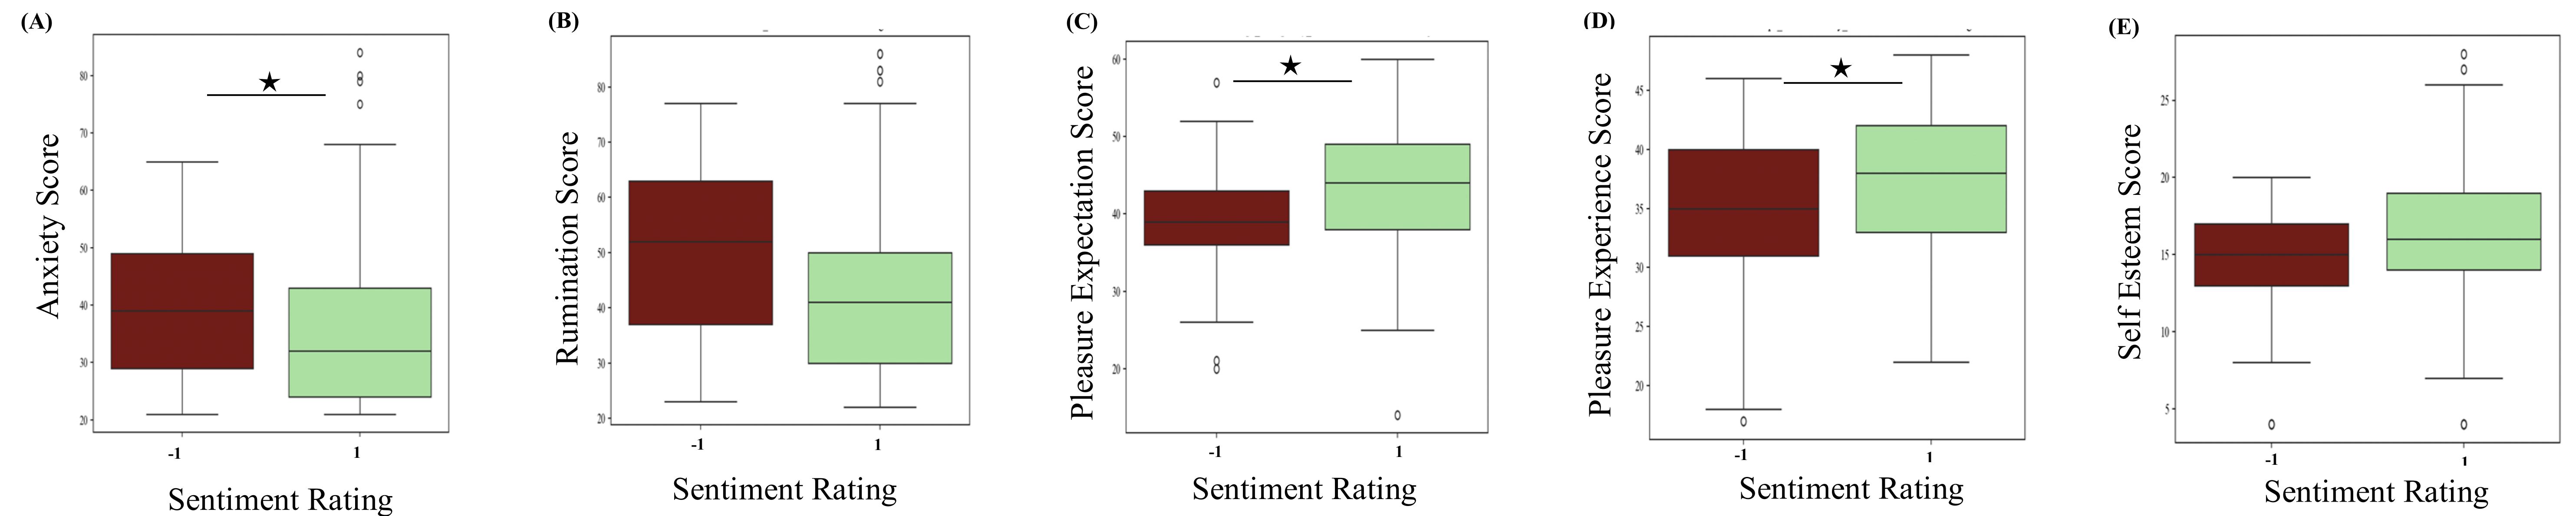 (A)
Anxiety Score
80
70
60
50
40
30
20
-1
1
Sentiment Rating
(B)
Rumination Score
80
70
60
50
40
30
20
-1
1
Sentiment Rating
(C)
Pleasure Expectation Score
60
50
40
30
20
-1
1
Sentiment Rating
(D)
Pleasure Experience Score
45
40
35
30
25
20
-1
1
Sentiment Rating
(E)
Self Esteem Score
25
20
15
10
5
-1
1
Sentiment Rating